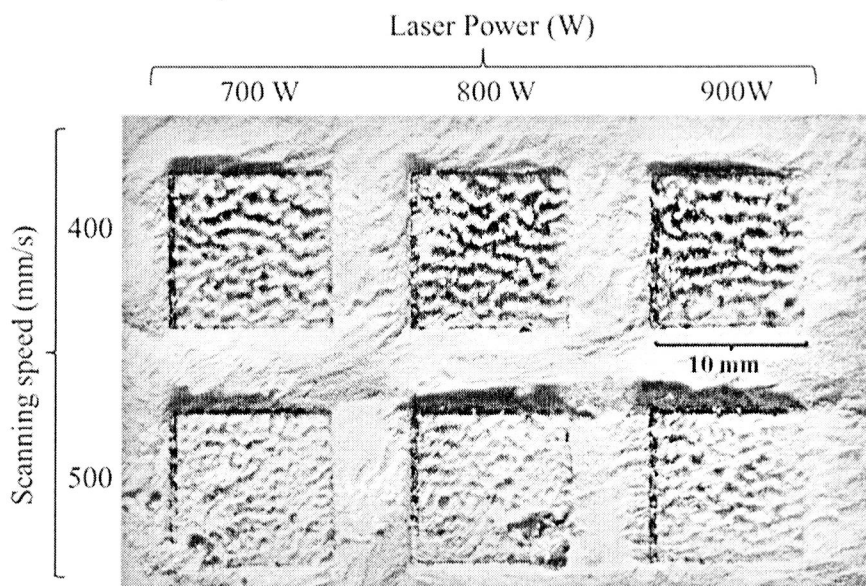 Laser Power (W)
700 W 800 W 900W
Scanning speed (mm/s)
400
10 mm
500